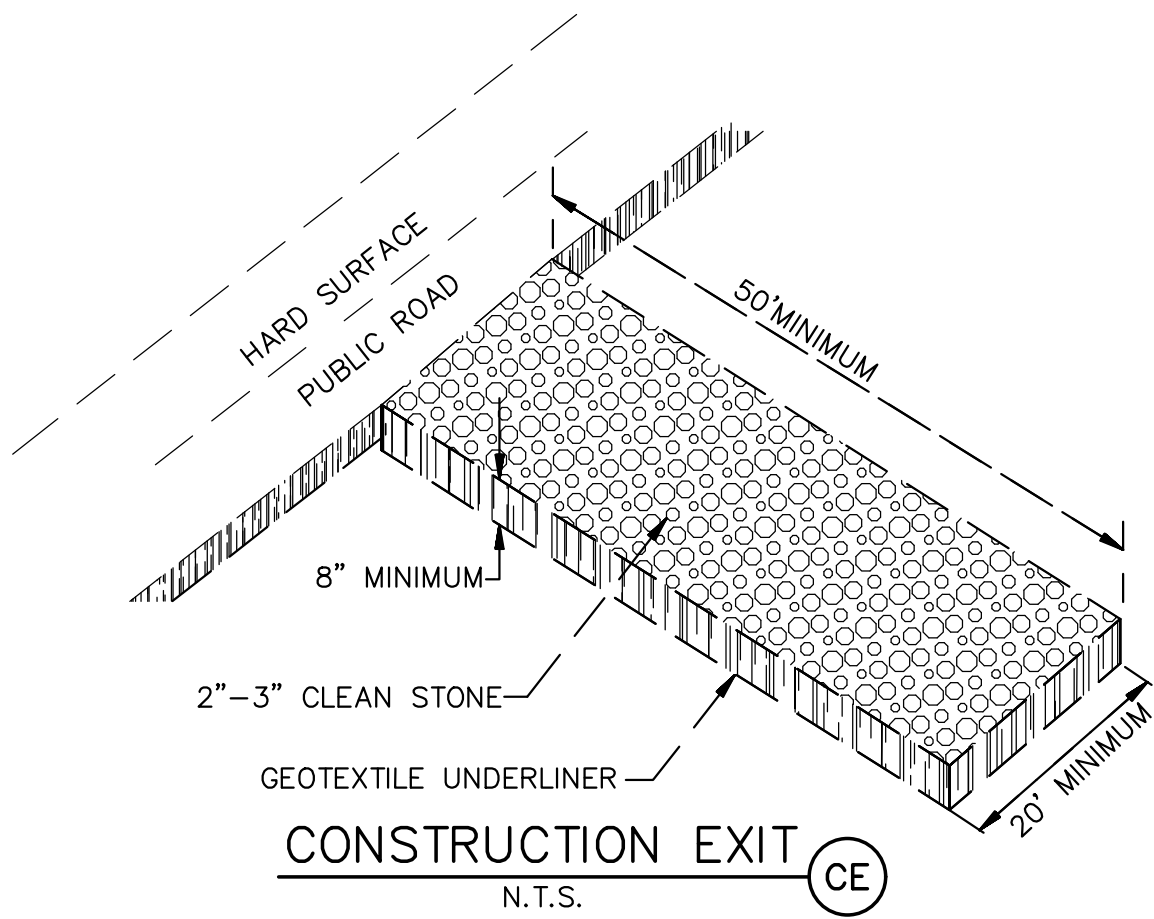 HARD SURFACE
PUBLIC ROAD
50'MINIMUM
8” MINIMUM
2”-3” CLEAN STONE
GEOTEXTILE UNDERLINER
20' MINIMUM
CONSTRUCTION EXIT
CE
N.T.S.